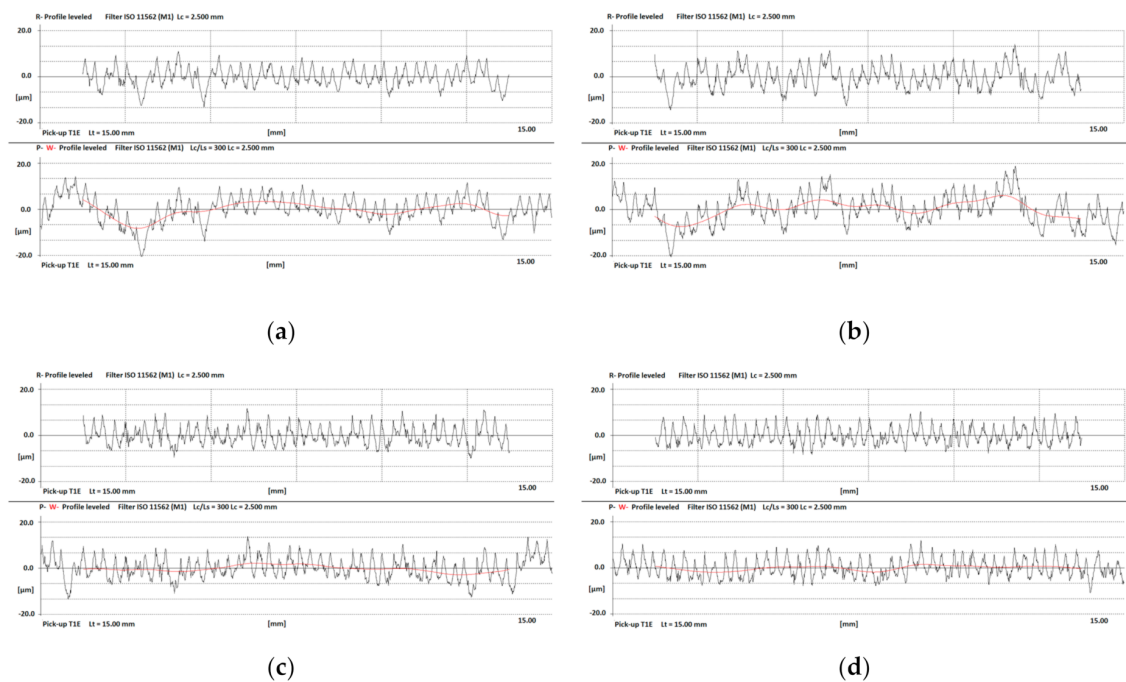 R- Profile leveled Filter ISO 11562 (M1) Lc = 2.500 mm
20.0
0.0
[µm]
-20.0
Pick-up T1E Lt = 15.00 mm [mm] 15.00
P- W- Profile leveled Filter ISO 11562 (M1) Lc/Ls = 300 Lc = 2.500 mm
20.0
0.0
[µm]
-20.0
Pick-up T1E Lt = 15.00 mm [mm] 15.00
(a)
R- Profile leveled Filter ISO 11562 (M1) Lc = 2.500 mm
20.0
0.0
[µm]
-20.0
Pick-up T1E Lt = 15.00 mm [mm] 15.00
P- W- Profile leveled Filter ISO 11562 (M1) Lc/Ls = 300 Lc = 2.500 mm
20.0
0.0
[µm]
-20.0
Pick-up T1E Lt = 15.00 mm [mm] 15.00
(b)
R- Profile leveled Filter ISO 11562 (M1) Lc = 2.500 mm
20.0
0.0
[µm]
-20.0
Pick-up T1E Lt = 15.00 mm [mm] 15.00
P- W- Profile leveled Filter ISO 11562 (M1) Lc/Ls = 300 Lc = 2.500 mm
20.0
0.0
[µm]
-20.0
Pick-up T1E Lt = 15.00 mm [mm] 15.00
(c)
R- Profile leveled Filter ISO 11562 (M1) Lc = 2.500 mm
20.0
0.0
[µm]
-20.0
Pick-up T1E Lt = 15.00 mm [mm] 15.00
P- W- Profile leveled Filter ISO 11562 (M1) Lc/Ls = 300 Lc = 2.500 mm
20.0
0.0
[µm]
-20.0
Pick-up T1E Lt = 15.00 mm [mm] 15.00
(d)